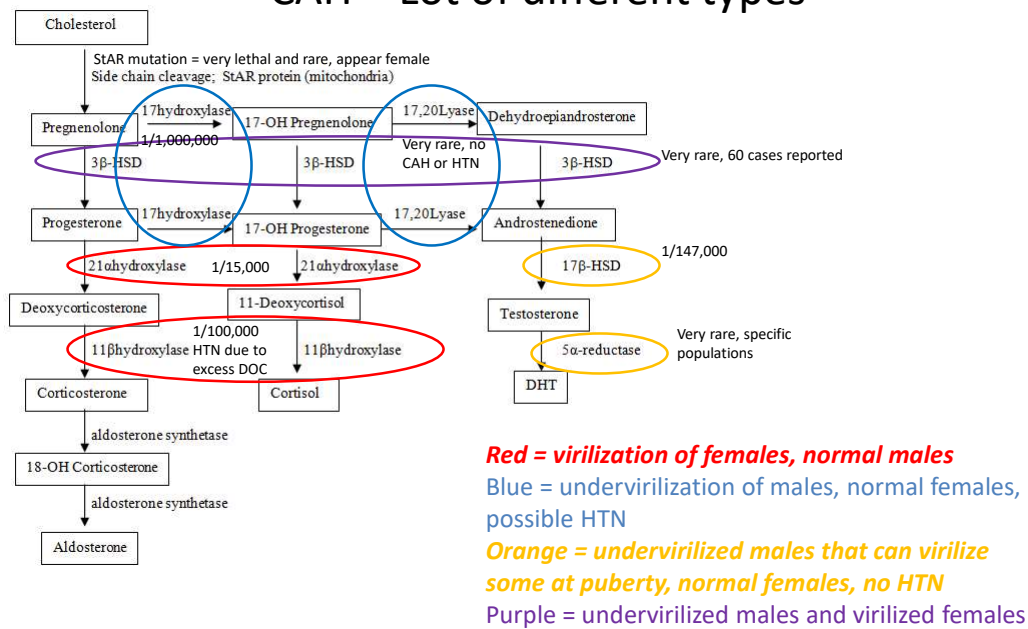 CAH – Lot of different types
Cholesterol
StAR mutation = very lethal and rare, appear female
Side chain cleavage; StAR protein (mitochondria)
Pregnenolone
17hydroxylase
1/1,000,000
17-OH Pregnenolone
17,20Lyase
Very rare, no
CAH or HTN
Dehydroepiandrosterone
3β-HSD
3β-HSD
3β-HSD
Very rare, 60 cases reported
Progesterone
17hydroxylase
17-OH Progesterone
17,20Lyase
Androstenedione
21αhydroxylase
1/15,000
21αhydroxylase
17β-HSD
1/147,000
Deoxycorticosterone
11-Deoxycortisol
Testosterone
11βhydroxylase
1/100,000
HTN due to
excess DOC
11βhydroxylase
5α-reductase
Very rare, specific
populations
Corticosterone
Cortisol
DHT
aldosterone synthetase
18-OH Corticosterone
aldosterone synthetase
Aldosterone
Red = virilization of females, normal males
Blue = undervirilization of males, normal females,
possible HTN
Orange = undervirilized males that can virilize
some at puberty, normal females, no HTN
Purple = undervirilized males and virilized females